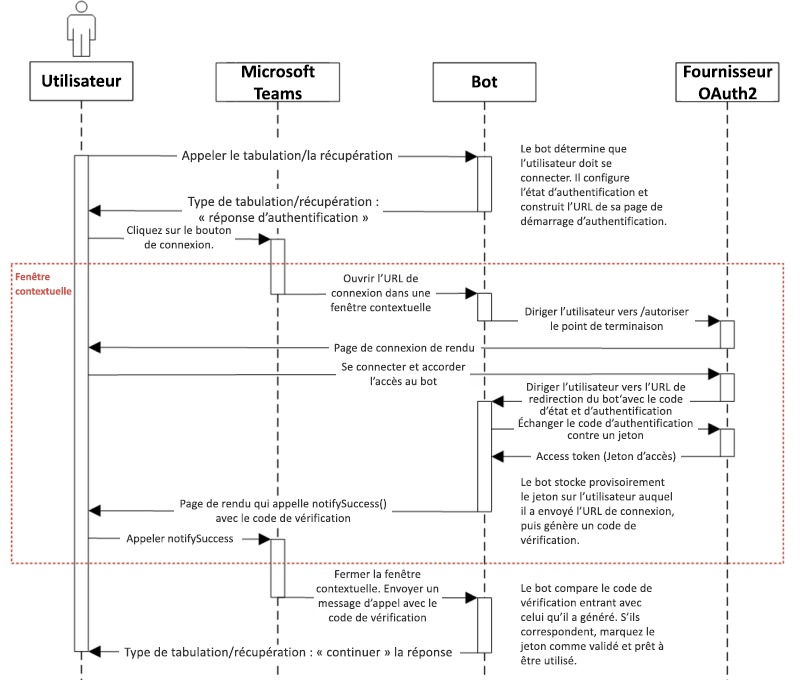 Utilisateur
Microsoft
Teams
Bot
Fournisseur
OAuth2
Appeler le tabulation/la récupération
Le bot détermine que
l'utilisateur doit se
connecter. Il configure
l'état d'authentification et
construit l'URL de sa page de
démarrage d'authentification.
Type de tabulation/récupération :
« réponse d'authentification »
Cliquez sur le bouton
de connexion.
Fenêtre
contextuelle
Ouvrir l'URL de
connexion dans une
fenêtre contextuelle
Diriger l'utilisateur vers /autoriser
le point de terminaison
Page de connexion de rendu
Se connecter et accorder
l'accès au bot
Diriger l'utilisateur vers l'URL de
redirection du bot'avec le code
d'état et d'authentification
Échanger le code d'authentification
contre un jeton
Access token (Jeton d'accès)
Le bot stocke provisoirement
le jeton sur l'utilisateur auquel
il a envoyé l'URL de connexion,
puis génère un code de
vérification.
Page de rendu qui appelle notifySuccess()
avec le code de vérification
Appeler notifySuccess
Fermer la fenêtre
contextuelle. Envoyer un
message d'appel avec le
code de vérification
Le bot compare le code de
vérification entrant avec
celui qu'il a généré. S'ils
correspondent, marquez le
jeton comme validé et prêt à
être utilisé.
Type de tabulation/récupération : « continuer » la réponse